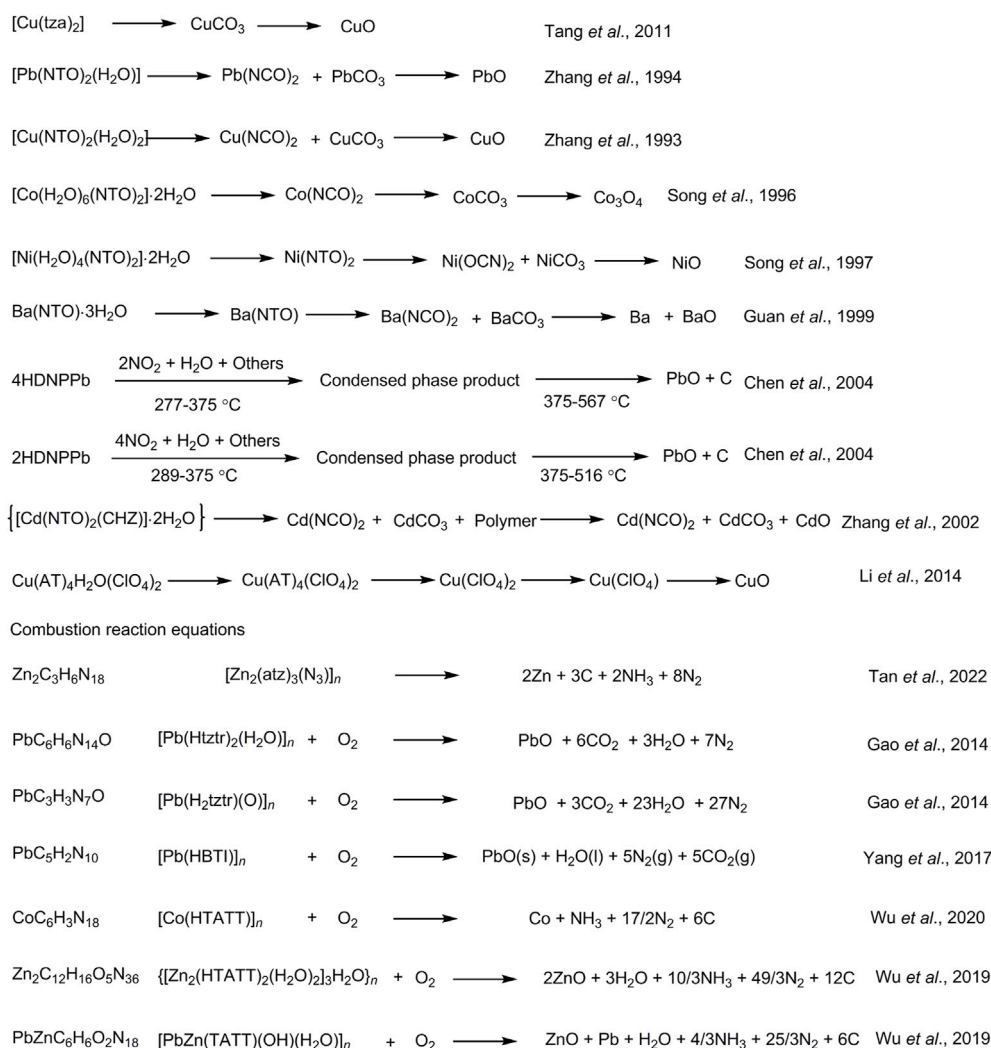 [Cu(tza)₂] ⟶ CuCO₃ ⟶ CuO Tang et al., 2011
[Pb(NTO)₂(H₂O)] ⟶ Pb(NCO)₂ + PbCO₃ ⟶ PbO Zhang et al., 1994
[Cu(NTO)₂(H₂O)₂] ⟶ Cu(NCO)₂ + CuCO₃ ⟶ CuO Zhang et al., 1993
[Co(H₂O)₆(NTO)₂]·2H₂O ⟶ Co(NCO)₂ ⟶ CoCO₃ ⟶ Co₃O₄ Song et al., 1996
[Ni(H₂O)₄(NTO)₂]·2H₂O ⟶ Ni(NTO)₂ ⟶ Ni(OCN)₂ + NiCO₃ ⟶ NiO Song et al., 1997
Ba(NTO)·3H₂O ⟶ Ba(NTO) ⟶ Ba(NCO)₂ + BaCO₃ ⟶ Ba + BaO Guan et al., 1999
2NO₂ + H₂O + Others
4HDNPPb ⟶ Condensed phase product ⟶ PbO + C Chen et al., 2004
277-375 °C 375-567 °C
4NO₂ + H₂O + Others
2HDNPPb ⟶ Condensed phase product ⟶ PbO + C Chen et al., 2004
289-375 °C 375-516 °C
{[Cd(NTO)₂(CHZ)]·2H₂O} ⟶ Cd(NCO)₂ + CdCO₃ + Polymer ⟶ Cd(NCO)₂ + CdCO₃ + CdO Zhang et al., 2002
Cu(AT)₄H₂O(ClO₄)₂ ⟶ Cu(AT)₄(ClO₄)₂ ⟶ Cu(ClO₄)₂ ⟶ Cu(ClO₄) ⟶ CuO Li et al., 2014
Combustion reaction equations
Zn₂C₃H₆N₁₈ [Zn₂(atz)₃(N₃)]n ⟶ 2Zn + 3C + 2NH₃ + 8N₂ Tan et al., 2022
PbC₆H₆N₁₄O [Pb(Htztr)₂(H₂O)]n + O₂ ⟶ PbO + 6CO₂ + 3H₂O + 7N₂ Gao et al., 2014
PbC₃H₃N₇O [Pb(H₂tztr)(O)]n + O₂ ⟶ PbO + 3CO₂ + 23H₂O + 27N₂ Gao et al., 2014
PbC₅H₂N₁₀ [Pb(HBTI)]n + O₂ ⟶ PbO(s) + H₂O(l) + 5N₂(g) + 5CO₂(g) Yang et al., 2017
CoC₆H₃N₁₈ [Co(HTATT)]n + O₂ ⟶ Co + NH₃ + 17/2N₂ + 6C Wu et al., 2020
Zn₂C₁₂H₁₆O₅N₃₆ {[Zn₂(HTATT)₂(H₂O)₂]3H₂O}n + O₂ ⟶ 2ZnO + 3H₂O + 10/3NH₃ + 49/3N₂ + 12C Wu et al., 2019
PbZnC₆H₆O₂N₁₈ [PbZn(TATT)(OH)(H₂O)]n + O₂ ⟶ ZnO + Pb + H₂O + 4/3NH₃ + 25/3N₂ + 6C Wu et al., 2019